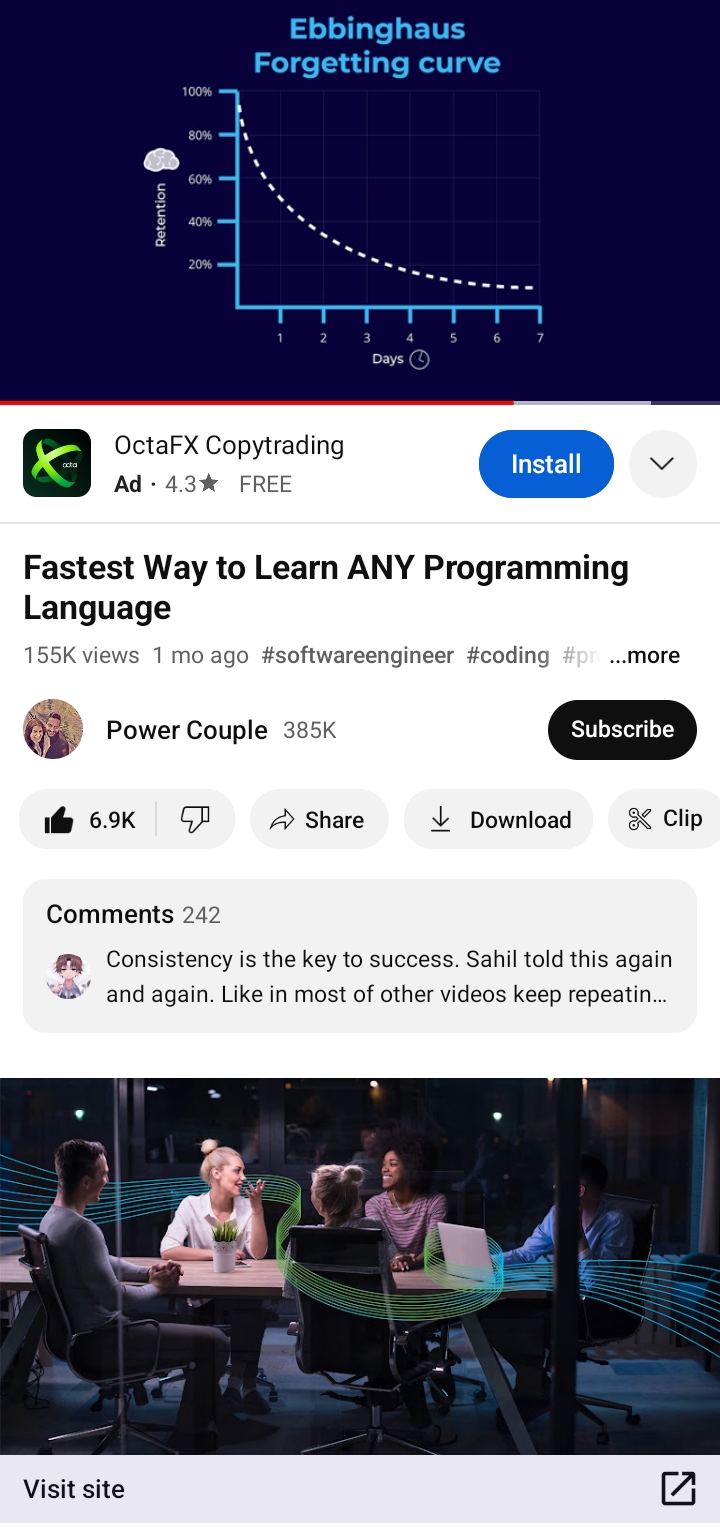 Ebbinghaus
Forgetting curve
100%
80%
60%
40%
20%
Retention
1 2 3 4 5 6 7
Days
octa
OctaFX Copytrading
Ad · 4.3★ FREE
Install
Fastest Way to Learn ANY Programming
Language
155K views 1 mo ago #softwareengineer #coding #pr ...more
Power Couple 385K
Subscribe
6.9K
Share
Download
Clip
Comments 242
Consistency is the key to success. Sahil told this again
and again. Like in most of other videos keep repeatin...
Visit site